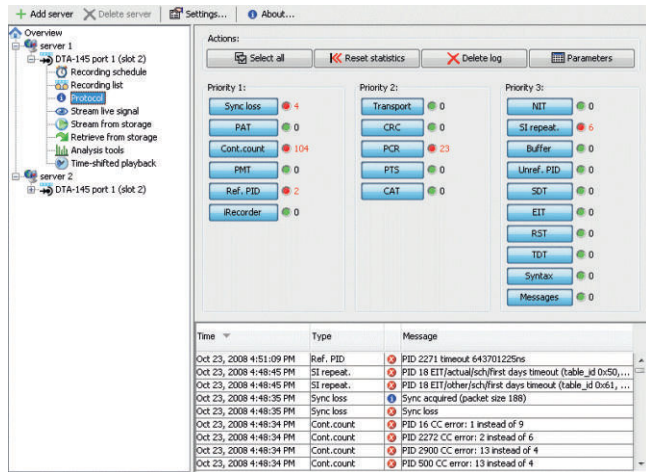 Add server Delete server Settings... About...
Overview
server 1
DTA-145 port 1 (slot 2)
Recording schedule
Recording list
Protocol
Stream live signal
Stream from storage
Retrieve from storage
Analysis tools
Time-shifted playback
server 2
DTA-145 port 1 (slot 2)
Actions:
Select all Reset statistics Delete log Parameters
Priority 1:
Sync loss 4
PAT 0
Cont.count 104
PMT 0
Ref. PID 2
iRecorder 0
Priority 2:
Transport 0
CRC 0
PCR 23
PTS 0
CAT 0
Priority 3:
NIT 0
SI repeat. 6
Buffer 0
Unref. PID 0
SDT 0
EIT 0
RST 0
TDT 0
Syntax 0
Messages 0
Time Type Message
Oct 23, 2008 4:51:09 PM Ref. PID PID 2271 timeout 643701225ns
Oct 23, 2008 4:48:45 PM SI repeat. PID 18 EIT/actual/sch/first days timeout (table_id 0x50,...
Oct 23, 2008 4:48:45 PM SI repeat. PID 18 EIT/other/sch/first days timeout (table_id 0x61, ...
Oct 23, 2008 4:48:35 PM Sync loss Sync acquired (packet size 188)
Oct 23, 2008 4:48:35 PM Sync loss Sync loss
Oct 23, 2008 4:48:34 PM Cont.count PID 16 CC error: 1 instead of 9
Oct 23, 2008 4:48:34 PM Cont.count PID 2272 CC error: 2 instead of 6
Oct 23, 2008 4:48:34 PM Cont.count PID 2900 CC error: 13 instead of 4
Oct 23, 2008 4:48:34 PM Cont.count PID 500 CC error: 13 instead of 4